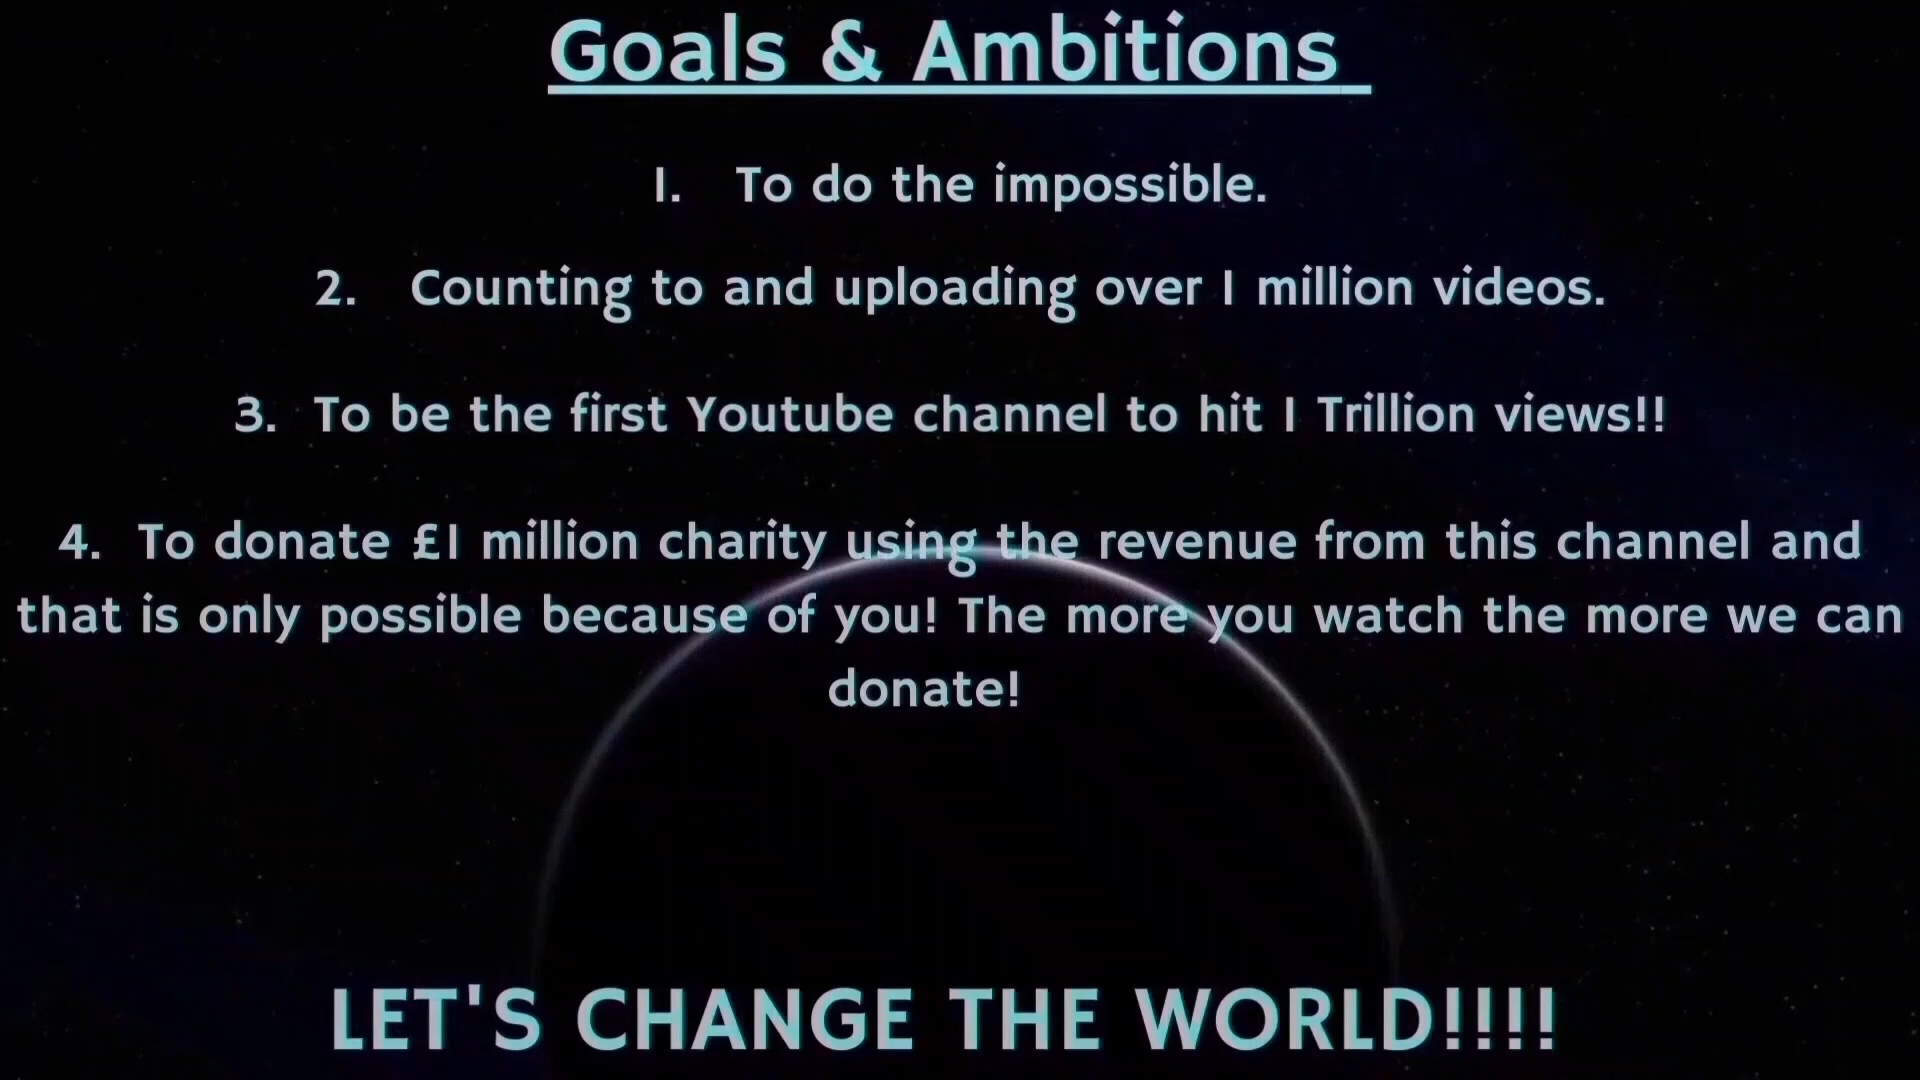 Goals & Ambitions
1. To do the impossible.
2. Counting to and uploading over 1 million videos.
3. To be the first Youtube channel to hit 1 Trillion views!!
4. To donate £1 million charity using the revenue from this channel and
that is only possible because of you! The more you watch the more we can
donate!
LET'S CHANGE THE WORLD!!!!